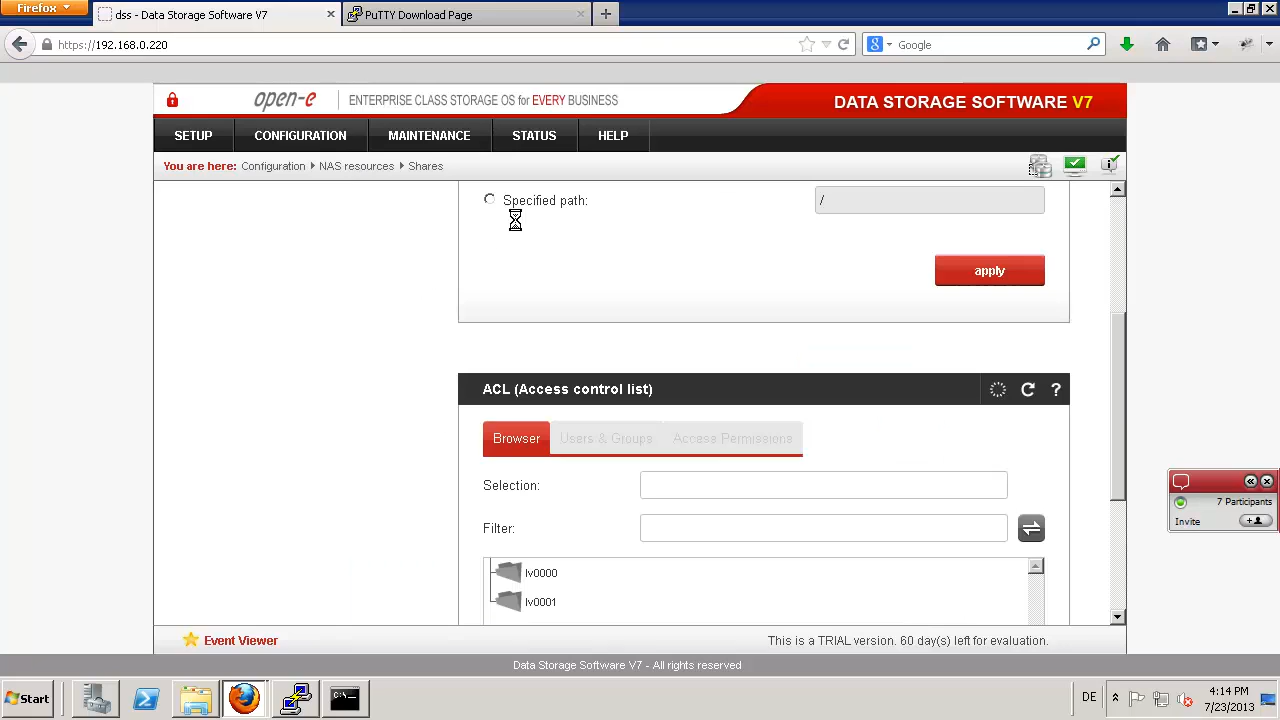 Firefox
dss - Data Storage Software V7
PuTTY Download Page
https://192.168.0.220
Google
open-e
ENTERPRISE CLASS STORAGE OS for EVERY BUSINESS
DATA STORAGE SOFTWARE V7
SETUP CONFIGURATION MAINTENANCE STATUS HELP
You are here: Configuration NAS resources Shares
Specified path: /
apply
ACL (Access control list)
?
Browser Users & Groups Access Permissions
Selection:
Filter:
lv0000
lv0001
7 Participants
Invite
Event Viewer
This is a TRIAL version. 60 day(s) left for evaluation.
Data Storage Software V7 - All rights reserved
Start
DE
4:14 PM
7/23/2013